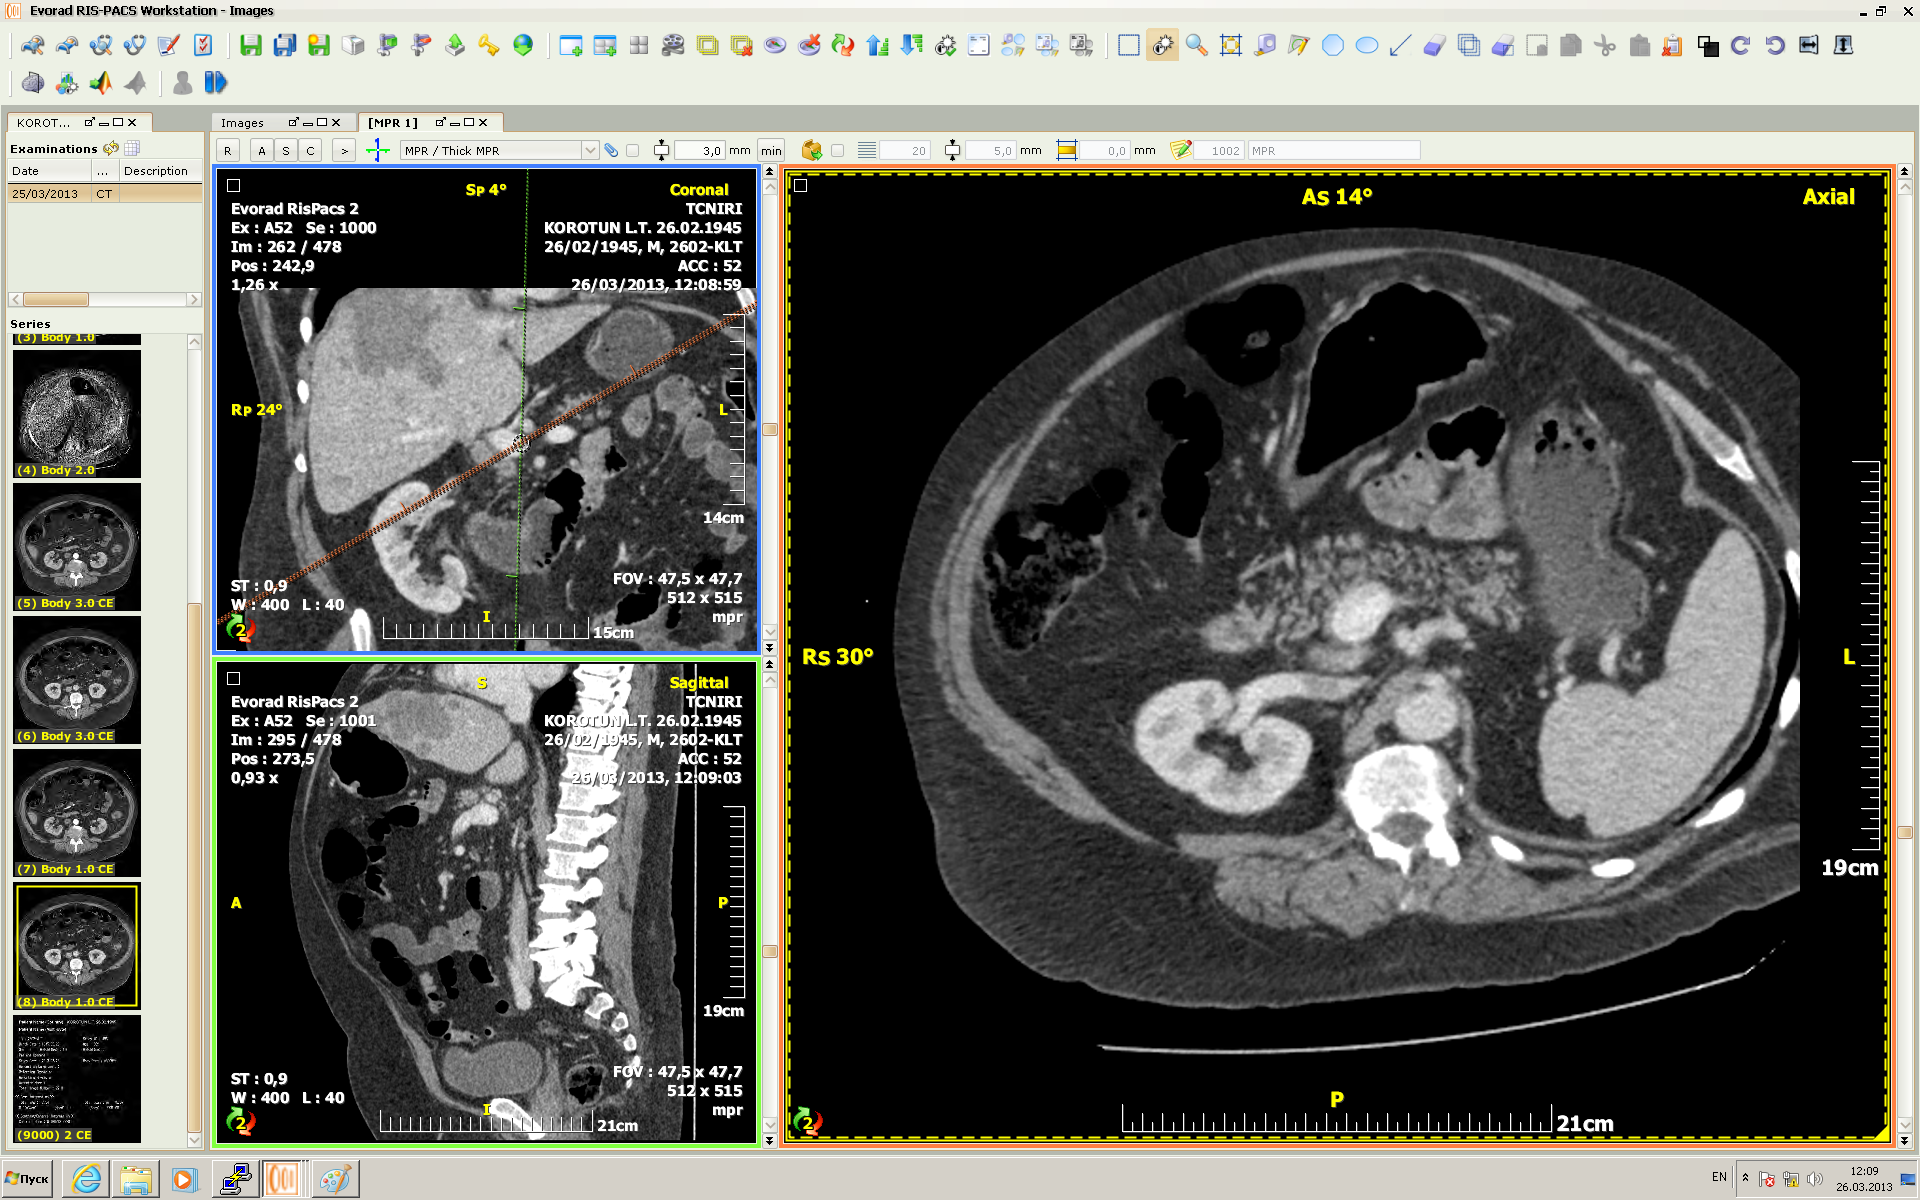 Evorad RIS-PACS Workstation - Images
KOROT...
Images
[MPR 1]
Examinations
Date ... Description
25/03/2013 CT
Series
(3) Body 1.0
(4) Body 2.0
(5) Body 3.0 CE
(6) Body 3.0 CE
(7) Body 1.0 CE
(8) Body 1.0 CE
(9000) 2 CE
R A S C > MPR / Thick MPR 3,0 mm min 20 5,0 mm 0,0 mm 1002 MPR
Sp 4° Coronal
Evorad RisPacs 2 TCNIRI
Ex : A52 Se : 1000 KOROTUN L.T. 26.02.1945
Im : 262 / 478 26/02/1945, M, 2602-KLT
Pos : 242,9 ACC : 52
1,26 x 26/03/2013, 12:08:59
Rp 24° L
14cm
ST : 0,9 FOV : 47,5 x 47,7
W : 400 L : 40 512 x 515
I mpr
2 15cm
S Sagittal
Evorad RisPacs 2 TCNIRI
Ex : A52 Se : 1001 KOROTUN L.T. 26.02.1945
Im : 295 / 478 26/02/1945, M, 2602-KLT
Pos : 273,5 ACC : 52
0,93 x 26/03/2013, 12:09:03
A P
19cm
ST : 0,9 FOV : 47,5 x 47,7
W : 400 L : 40 512 x 515
I mpr
2 21cm
As 14° Axial
Rs 30° L
19cm
P
2 21cm
Пуск
EN
12:09
26.03.2013